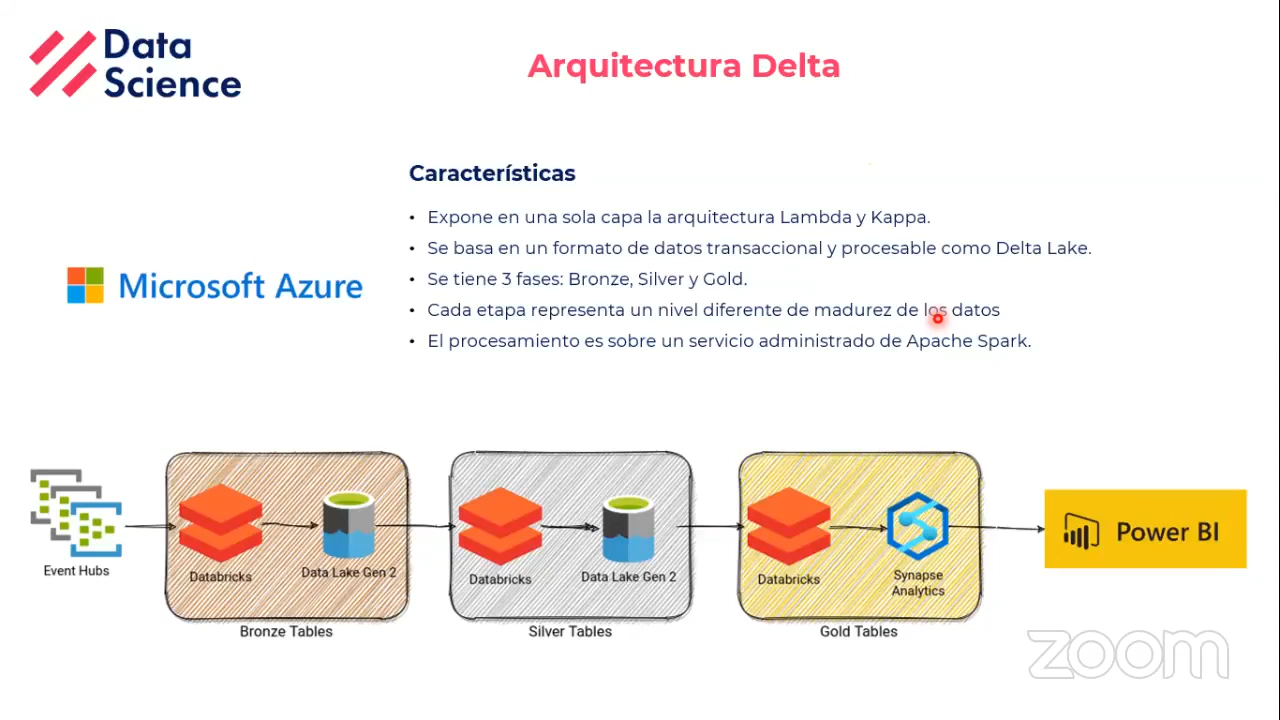 Data
Science
Arquitectura Delta
Características
• Expone en una sola capa la arquitectura Lambda y Kappa.
• Se basa en un formato de datos transaccional y procesable como Delta Lake.
• Se tiene 3 fases: Bronze, Silver y Gold.
• Cada etapa representa un nivel diferente de madurez de los datos
• El procesamiento es sobre un servicio administrado de Apache Spark.
Microsoft Azure
Event Hubs
Databricks
Data Lake Gen 2
Bronze Tables
Databricks
Data Lake Gen 2
Silver Tables
Databricks
Synapse
Analytics
Gold Tables
Power BI
zoom